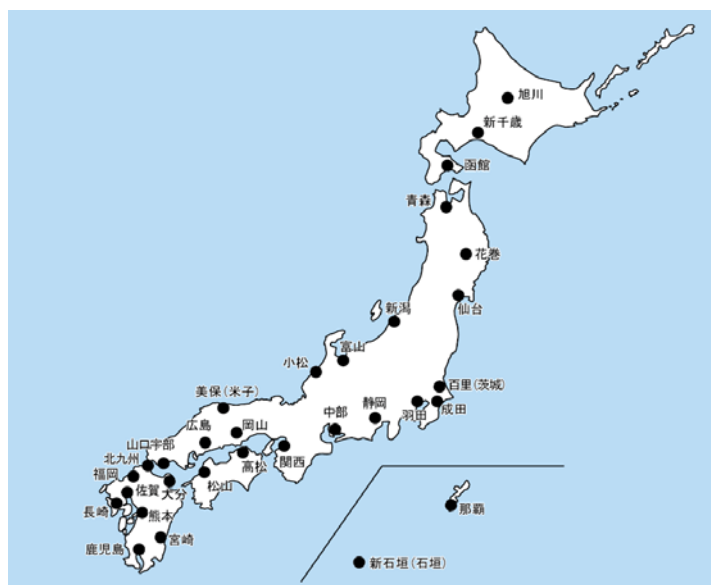 旭川
新千歳
函館
青森
花巻
仙台
新潟
富山
小松
百里(茨城)
美保(米子)
静岡
中部
羽田
成田
広島
岡山
山口宇部
北九州
関西
高松
福岡
佐賀
大分
松山
長崎
熊本
那覇
宮崎
鹿児島
新石垣(石垣)